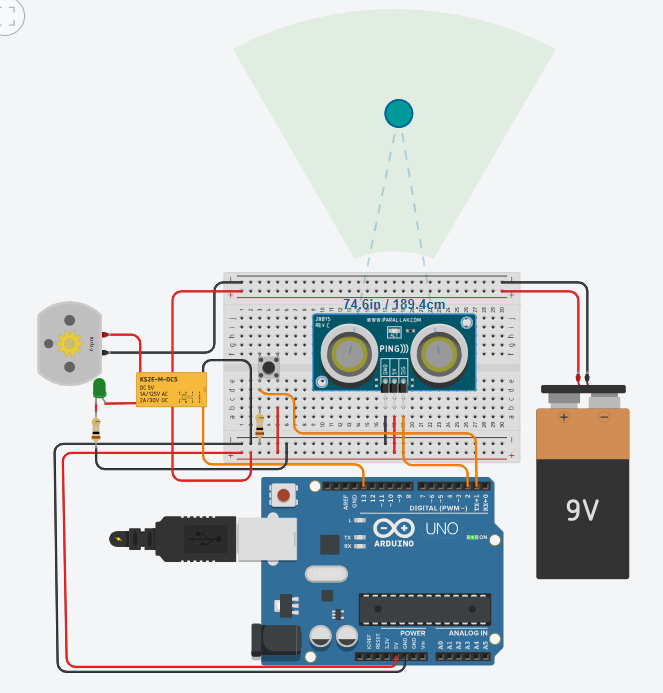 74.6in / 189.4cm
28015
REV C
WWW.PARALLAX.COM
PING)))
GND
5V
SIG
KS2E-M-DC5
DC 5V
1A/125V AC
2A/30V DC
9V
AREF
GND
13
12
~11
~10
~9
8
7
~6
~5
4
~3
2
TX→1
RX←0
DIGITAL (PWM~)
L
TX
RX
ARDUINO
UNO
ON
POWER
ANALOG IN
IOREF
RESET
3.3V
5V
GND
GND
Vin
A0
A1
A2
A3
A4
A5